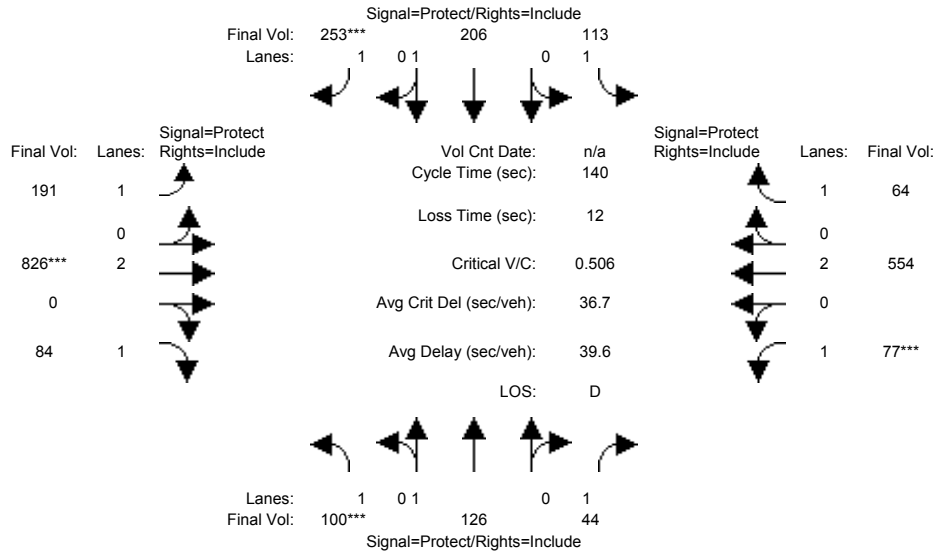 Signal=Protect/Rights=Include
Final Vol: 253*** 206 113
Lanes: 1 0 1 0 1
Signal=Protect
Final Vol: Lanes: Rights=Include
Vol Cnt Date: n/a
Signal=Protect
Rights=Include Lanes: Final Vol:
Cycle Time (sec): 140
191 1
1 64
Loss Time (sec): 12
0
0
826*** 2
Critical V/C: 0.506
2 554
0
Avg Crit Del (sec/veh): 36.7
0
84 1
Avg Delay (sec/veh): 39.6
1 77***
LOS: D
Lanes: 1 0 1 0 1
Final Vol: 100*** 126 44
Signal=Protect/Rights=Include